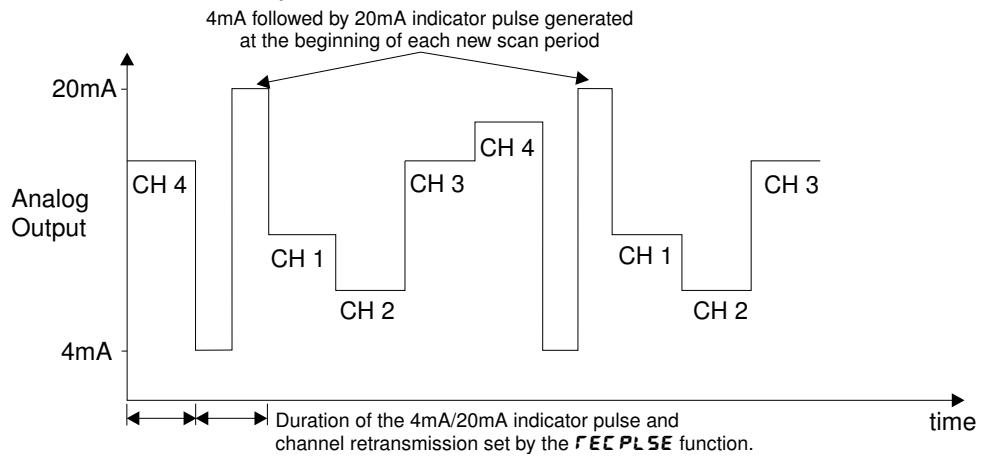 4mA followed by 20mA indicator pulse generated
at the beginning of each new scan period
20mA
CH 4
CH 4
CH 3
CH 3
Analog
Output
CH 1
CH 1
CH 2
CH 2
4mA
Duration of the 4mA/20mA indicator pulse and
time
channel retransmission set by the rEC PLSE function.